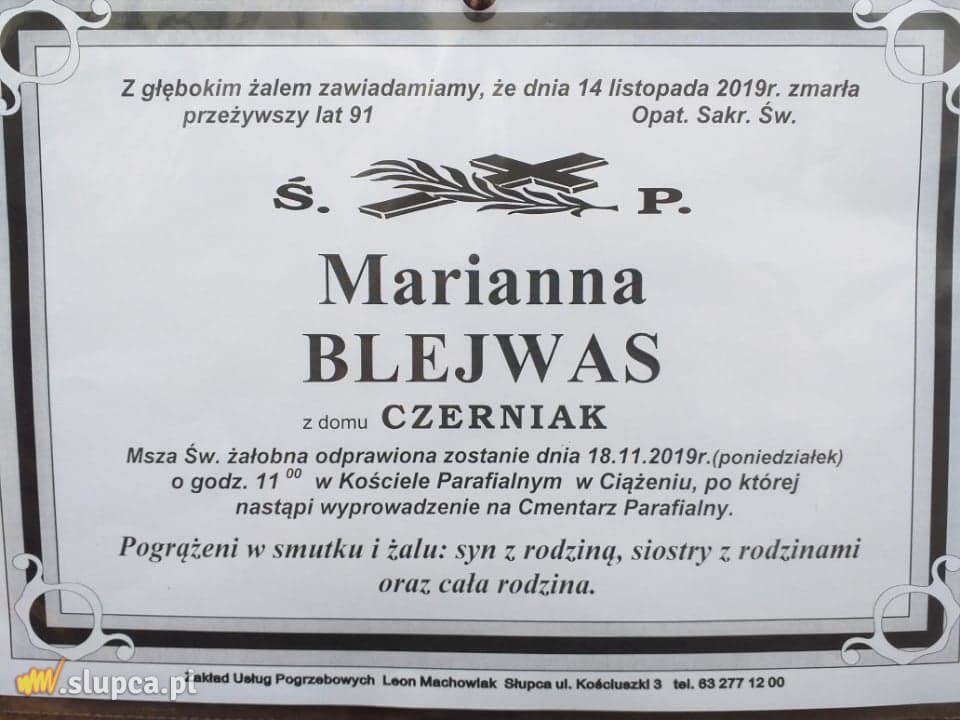 Z głębokim żalem zawiadamiamy, że dnia 14 listopada 2019r. zmarła
przeżywszy lat 91 Opat. Sakr. Św.
Ś. P.
Marianna
BLEJWAS
z domu CZERNIAK
Msza Św. żałobna odprawiona zostanie dnia 18.11.2019r.(poniedziałek)
o godz. 11 00 w Kościele Parafialnym w Ciążeniu, po której
nastąpi wyprowadzenie na Cmentarz Parafialny.
Pogrążeni w smutku i żalu: syn z rodziną, siostry z rodzinami
oraz cała rodzina.
Zakład Usług Pogrzebowych Leon Machowiak Słupca ul. Kościuszki 3 tel. 63 277 12 00
.slupca.pl